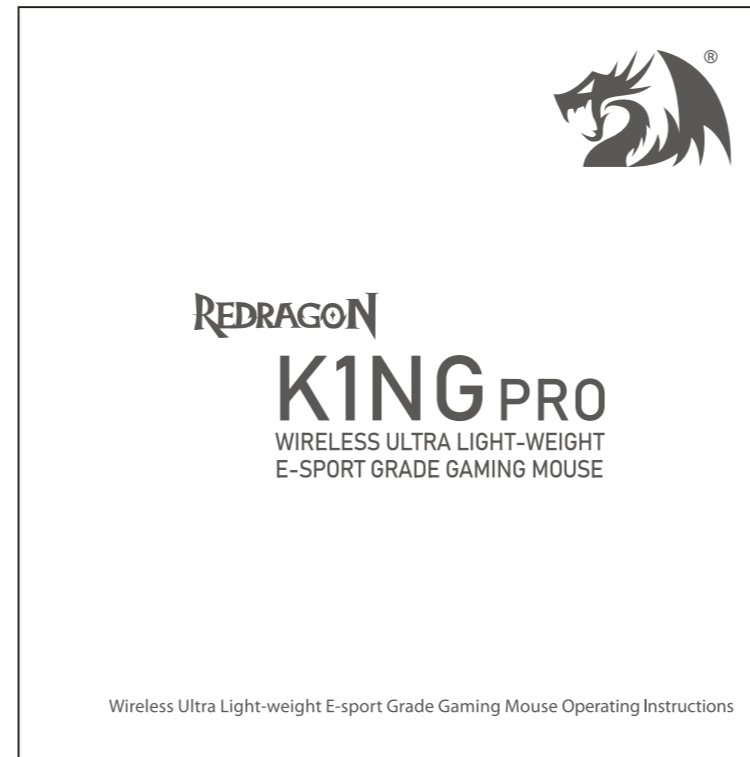 ®
REDRAGON
K1NG PRO
WIRELESS ULTRA LIGHT-WEIGHT
E-SPORT GRADE GAMING MOUSE
Wireless Ultra Light-weight E-sport Grade Gaming Mouse Operating Instructions